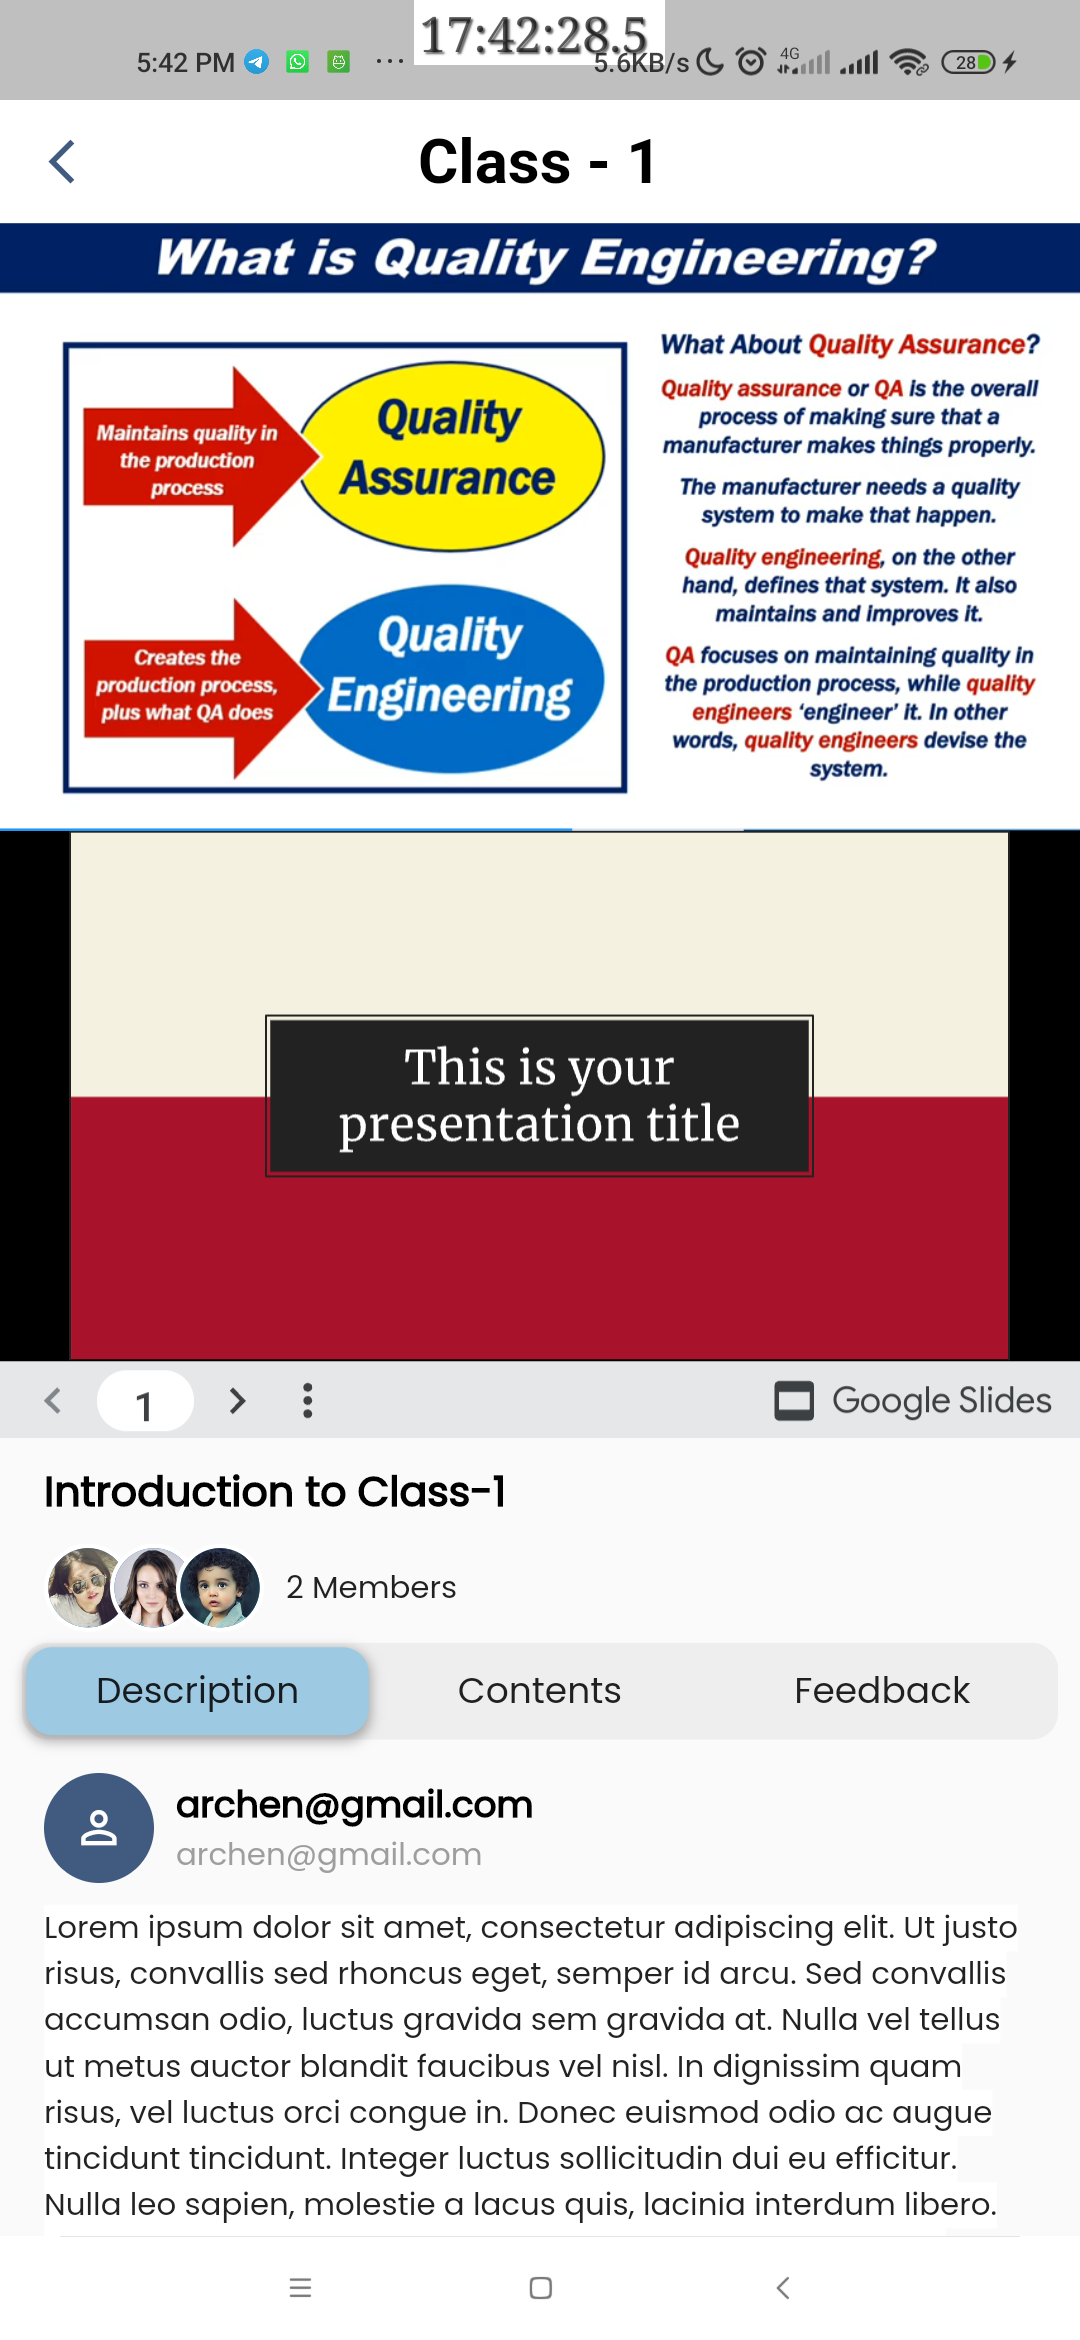 17:42:28.5
5:42 PM
5.6KB/s
4G
28
Class - 1
What is Quality Engineering?
Maintains quality in
the production
process
Quality
Assurance
Creates the
production process,
plus what QA does
Quality
Engineering
What About Quality Assurance?
Quality assurance or QA is the overall
process of making sure that a
manufacturer makes things properly.
The manufacturer needs a quality
system to make that happen.
Quality engineering, on the other
hand, defines that system. It also
maintains and improves it.
QA focuses on maintaining quality in
the production process, while quality
engineers ‘engineer’ it. In other
words, quality engineers devise the
system.
This is your
presentation title
1
Google Slides
Introduction to Class-1
2 Members
Description
Contents
Feedback
archen@gmail.com
archen@gmail.com
Lorem ipsum dolor sit amet, consectetur adipiscing elit. Ut justo
risus, convallis sed rhoncus eget, semper id arcu. Sed convallis
accumsan odio, luctus gravida sem gravida at. Nulla vel tellus
ut metus auctor blandit faucibus vel nisl. In dignissim quam
risus, vel luctus orci congue in. Donec euismod odio ac augue
tincidunt tincidunt. Integer luctus sollicitudin dui eu efficitur.
Nulla leo sapien, molestie a lacus quis, lacinia interdum libero.